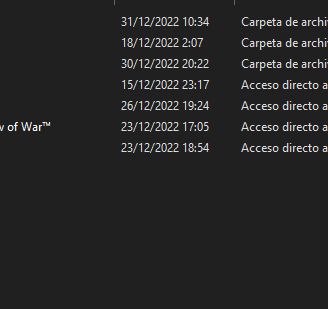 31/12/2022 10:34 Carpeta de archi
18/12/2022 2:07 Carpeta de archi
30/12/2022 20:22 Carpeta de archi
15/12/2022 23:17 Acceso directo a
26/12/2022 19:24 Acceso directo a
w of War™ 23/12/2022 17:05 Acceso directo a
23/12/2022 18:54 Acceso directo a